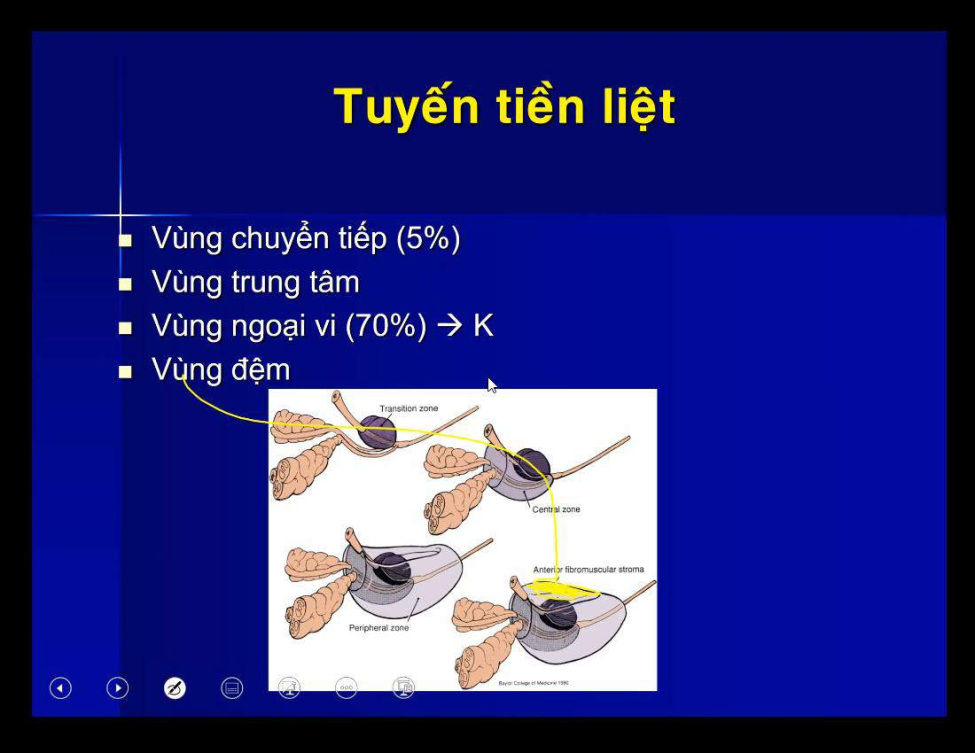 Tuyến tiền liệt
Vùng chuyển tiếp (5%)
Vùng trung tâm
Vùng ngoại vi (70%) → K
Vùng đệm
Transition zone
Central zone
Anterior fibromuscular stroma
Peripheral zone
Baylor College of Medicine 1990